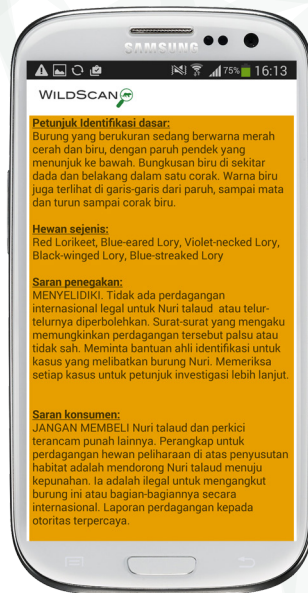 SAMSUNG
75% 16:13
WILDSCAN
Petunjuk Identifikasi dasar:
Burung yang berukuran sedang berwarna merah
cerah dan biru, dengan paruh pendek yang
menunjuk ke bawah. Bungkusan biru di sekitar
dada dan belakang dalam satu corak. Warna biru
juga terlihat di garis-garis dari paruh, sampai mata
dan turun sampai corak biru.
Hewan sejenis:
Red Lorikeet, Blue-eared Lory, Violet-necked Lory,
Black-winged Lory, Blue-streaked Lory
Saran penegakan:
MENYELIDIKI. Tidak ada perdagangan
internasional legal untuk Nuri talaud atau telur-
telurnya diperbolehkan. Surat-surat yang mengaku
memungkinkan perdagangan tersebut palsu atau
tidak sah. Meminta bantuan ahli identifikasi untuk
kasus yang melibatkan burung Nuri. Memeriksa
setiap kasus untuk petunjuk investigasi lebih lanjut.
Saran konsumen:
JANGAN MEMBELI Nuri talaud dan perkici
terancam punah lainnya. Perangkap untuk
perdagangan hewan peliharaan di atas penyusutan
habitat adalah mendorong Nuri talaud menuju
kepunahan. Ia adalah ilegal untuk mengangkut
burung ini atau bagian-bagiannya secara
internasional. Laporan perdagangan kepada
otoritas terpercaya.